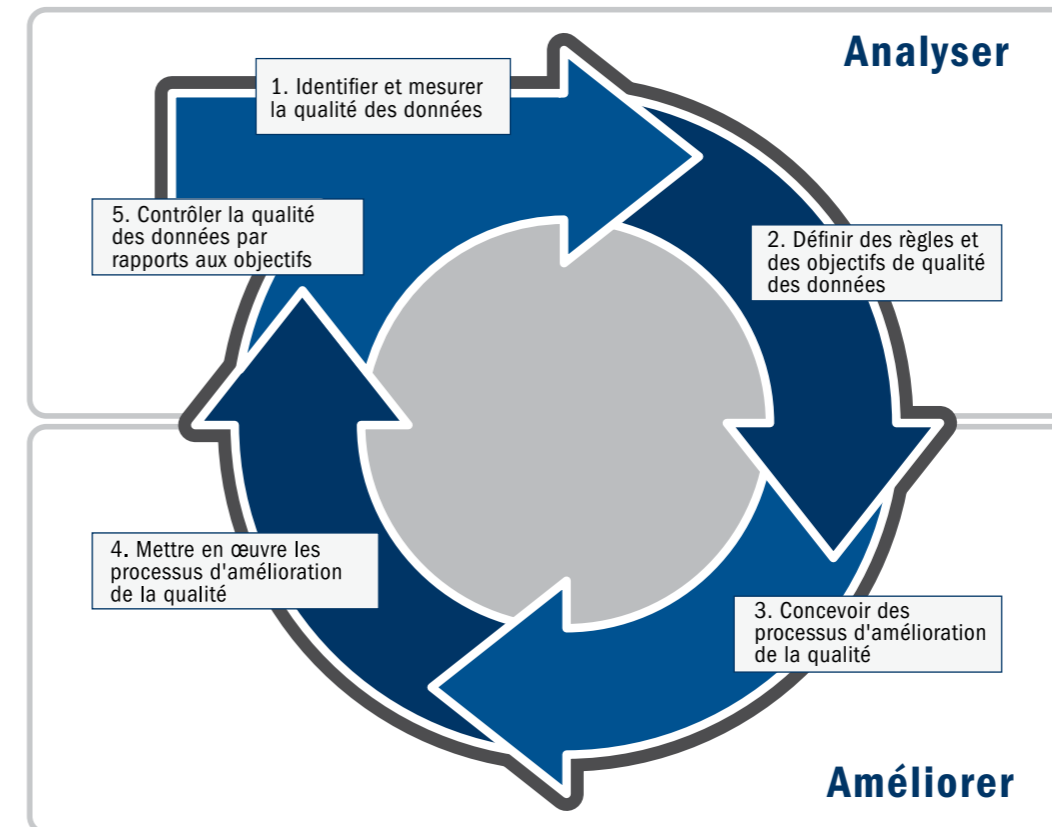 Analyser
1. Identifier et mesurer
la qualité des données
5. Contrôler la qualité
des données par
rapports aux objectifs
2. Définir des règles et
des objectifs de qualité
des données
4. Mettre en œuvre les
processus d'amélioration
de la qualité
3. Concevoir des
processus d'amélioration
de la qualité
Améliorer